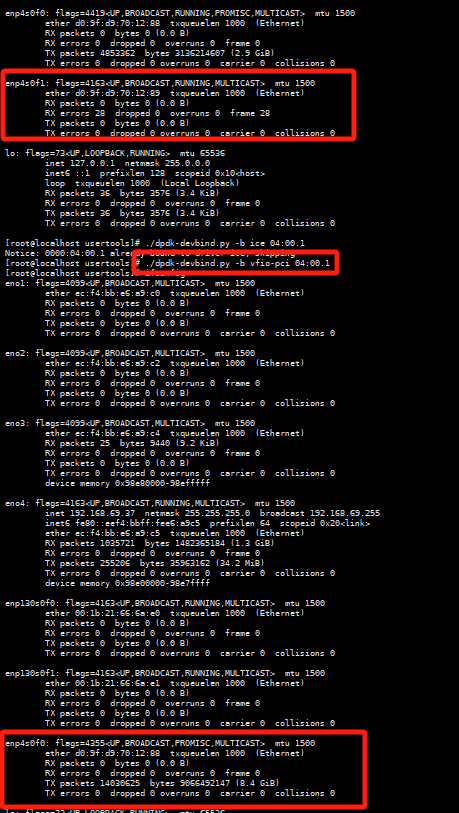 enp4s0f0: flags=4419<UP,BROADCAST,RUNNING,PROMISC,MULTICAST>  mtu 1500
ether d0:9f:d9:70:12:88  txqueuelen 1000  (Ethernet)
RX packets 0  bytes 0 (0.0 B)
RX errors 0  dropped 0  overruns 0  frame 0
TX packets 4853362  bytes 3136214607 (2.9 GiB)
TX errors 0  dropped 0 overruns 0  carrier 0  collisions 0
enp4s0f1: flags=4163<UP,BROADCAST,RUNNING,MULTICAST>  mtu 1500
ether d0:9f:d9:70:12:89  txqueuelen 1000  (Ethernet)
RX packets 0  bytes 0 (0.0 B)
RX errors 28  dropped 0  overruns 0  frame 28
TX packets 0  bytes 0 (0.0 B)
TX errors 0  dropped 0 overruns 0  carrier 0  collisions 0
lo: flags=73<UP,LOOPBACK,RUNNING>  mtu 65536
inet 127.0.0.1  netmask 255.0.0.0
inet6 ::1  prefixlen 128  scopeid 0x10<host>
loop  txqueuelen 1000  (Local Loopback)
RX packets 36  bytes 3576 (3.4 KiB)
RX errors 0  dropped 0  overruns 0  frame 0
TX packets 36  bytes 3576 (3.4 KiB)
TX errors 0  dropped 0 overruns 0  carrier 0  collisions 0
[root@localhost usertools]# ./dpdk-devbind.py -b ice 04:00.1
Notice: 0000:04:00.1 already
[root@localhost usertools]# ./dpdk-devbind.py -b vfio-pci 04:00.1
[root@localhost usertools]#
eno1: flags=4099<UP,BROADCAST,MULTICAST>  mtu 1500
ether ec:f4:bb:e6:a9:c0  txqueuelen 1000  (Ethernet)
RX packets 0  bytes 0 (0.0 B)
RX errors 0  dropped 0  overruns 0  frame 0
TX packets 0  bytes 0 (0.0 B)
TX errors 0  dropped 0 overruns 0  carrier 0  collisions 0
eno2: flags=4099<UP,BROADCAST,MULTICAST>  mtu 1500
ether ec:f4:bb:e6:a9:c2  txqueuelen 1000  (Ethernet)
RX packets 0  bytes 0 (0.0 B)
RX errors 0  dropped 0  overruns 0  frame 0
TX packets 0  bytes 0 (0.0 B)
TX errors 0  dropped 0 overruns 0  carrier 0  collisions 0
eno3: flags=4099<UP,BROADCAST,MULTICAST>  mtu 1500
ether ec:f4:bb:e6:a9:c4  txqueuelen 1000  (Ethernet)
RX packets 25  bytes 9440 (9.2 KiB)
RX errors 0  dropped 0  overruns 0  frame 0
TX packets 0  bytes 0 (0.0 B)
TX errors 0  dropped 0 overruns 0  carrier 0  collisions 0
device memory 0x98e80000-98efffff
eno4: flags=4163<UP,BROADCAST,RUNNING,MULTICAST>  mtu 1500
inet 192.168.69.37  netmask 255.255.255.0  broadcast 192.168.69.255
inet6 fe80::eef4:bbff:fee6:a9c5  prefixlen 64  scopeid 0x20<link>
ether ec:f4:bb:e6:a9:c5  txqueuelen 1000  (Ethernet)
RX packets 1035721  bytes 1482365184 (1.3 GiB)
RX errors 0  dropped 0  overruns 0  frame 0
TX packets 255206  bytes 35963162 (34.2 MiB)
TX errors 0  dropped 0 overruns 0  carrier 0  collisions 0
device memory 0x98e00000-98e7ffff
enp130s0f0: flags=4163<UP,BROADCAST,RUNNING,MULTICAST>  mtu 1500
ether 00:1b:21:66:6a:e0  txqueuelen 1000  (Ethernet)
RX packets 0  bytes 0 (0.0 B)
RX errors 0  dropped 0  overruns 0  frame 0
TX packets 0  bytes 0 (0.0 B)
TX errors 0  dropped 0 overruns 0  carrier 0  collisions 0
enp130s0f1: flags=4163<UP,BROADCAST,RUNNING,MULTICAST>  mtu 1500
ether 00:1b:21:66:6a:e1  txqueuelen 1000  (Ethernet)
RX packets 0  bytes 0 (0.0 B)
RX errors 0  dropped 0  overruns 0  frame 0
TX packets 0  bytes 0 (0.0 B)
TX errors 0  dropped 0 overruns 0  carrier 0  collisions 0
enp4s0f0: flags=4355<UP,BROADCAST,PROMISC,MULTICAST>  mtu 1500
ether d0:9f:d9:70:12:88  txqueuelen 1000  (Ethernet)
RX packets 0  bytes 0 (0.0 B)
RX errors 0  dropped 0  overruns 0  frame 0
TX packets 14030625  bytes 9066492147 (8.4 GiB)
TX errors 0  dropped 0 overruns 0  carrier 0  collisions 0